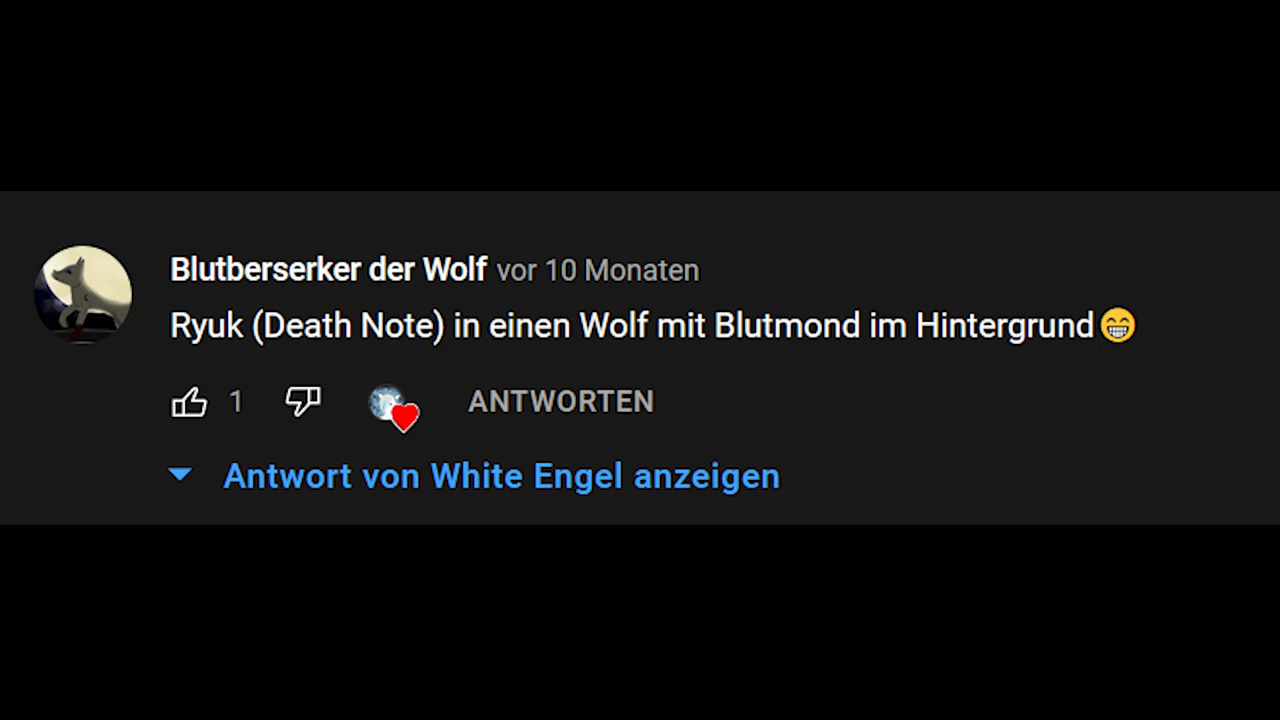 Blutberserker der Wolf vor 10 Monaten
Ryuk (Death Note) in einen Wolf mit Blutmond im Hintergrund😁
1 ANTWORTEN
Antwort von White Engel anzeigen